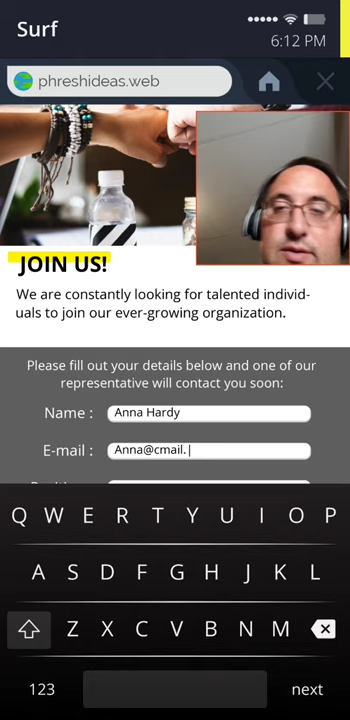 Surf
6:12 PM
phreshideas.web
JOIN US!
We are constantly looking for talented individ-
uals to join our ever-growing organization.
Please fill out your details below and one of our
representative will contact you soon:
Name : Anna Hardy
E-mail : Anna@cmail.|
Q W E R T Y U I O P
A S D F G H J K L
Z X C V B N M
123 next